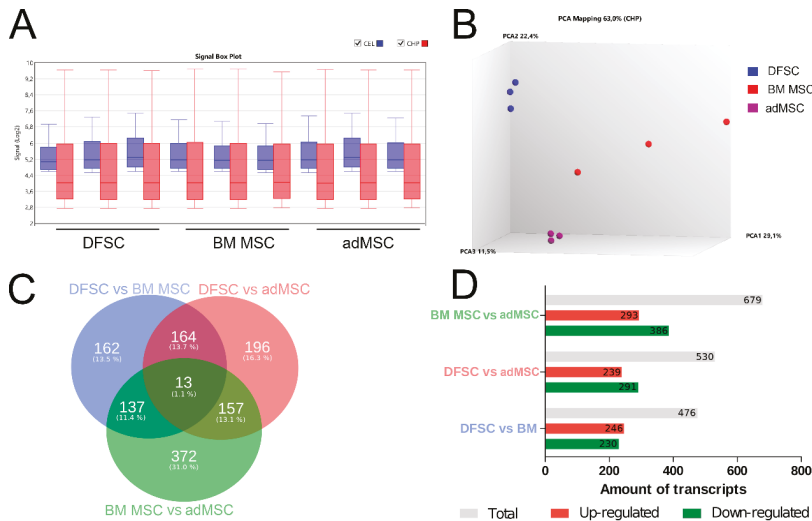 A
CEL CHP
Signal Box Plot
Signal (Log2)
10
9,2
8,4
7,6
6,8
6
5,2
4,4
3,6
2,8
2
DFSC BM MSC adMSC
B
PCA Mapping 63,0% (CHP)
PCA2 22,4%
PCA1 29,1%
PCA3 11,5%
DFSC
BM MSC
adMSC
C
DFSC vs BM MSC DFSC vs adMSC
162
(13.5 %)
164
(13.7 %)
196
(16.3 %)
13
(1.1 %)
137
(11.4 %)
157
(13.1 %)
372
(31.0 %)
BM MSC vs adMSC
D
BM MSC vs adMSC
679
293
386
DFSC vs adMSC
530
239
291
DFSC vs BM
476
246
230
0 200 400 600 800
Amount of transcripts
Total Up-regulated Down-regulated